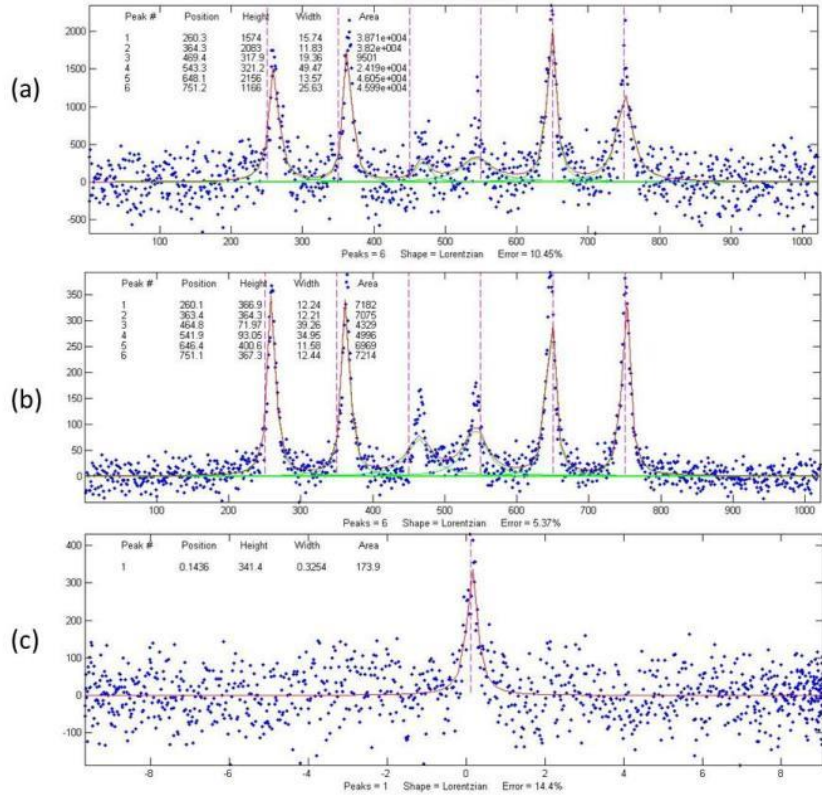 (a)
Peak # Position Height Width Area
1 260.3 1574 15.74 3.871e+004
2 364.3 2083 11.83 3.82e+004
3 469.4 317.9 19.36 9501
4 543.3 321.2 49.47 2.419e+004
5 648.1 2156 13.57 4.605e+004
6 751.2 1166 25.63 4.599e+004
2000
1500
1000
500
0
-500
100 200 300 400 500 600 700 800 900 1000
Peaks = 6 Shape = Lorentzian Error = 10.45%
(b)
Peak # Position Height Width Area
1 260.1 366.9 12.24 7182
2 363.4 364.3 12.21 7075
3 464.8 71.97 39.26 4329
4 541.9 93.05 34.95 4996
5 646.4 400.6 11.58 6969
6 751.1 367.3 12.44 7214
350
300
250
200
150
100
50
0
100 200 300 400 500 600 700 800 900 1000
Peaks = 6 Shape = Lorentzian Error = 5.37%
(c)
Peak # Position Height Width Area
1 0.1436 341.4 0.3254 173.9
400
300
200
100
0
-100
-8 -6 -4 -2 0 2 4 6 8
Peaks = 1 Shape = Lorentzian Error = 14.4%